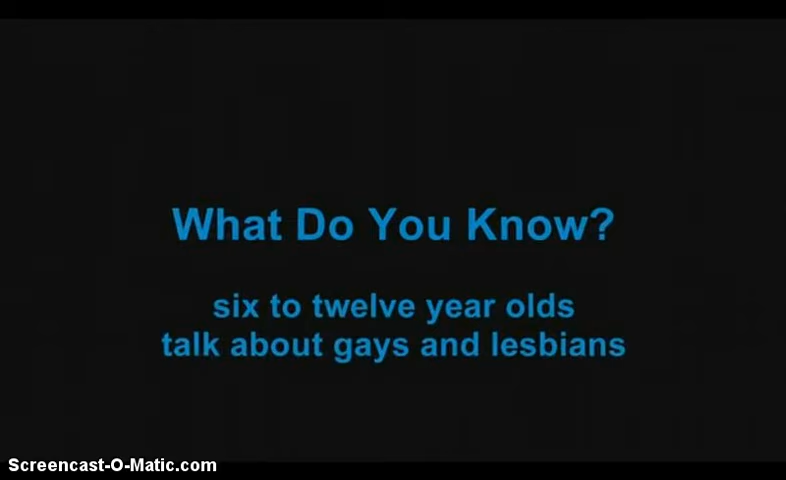 What Do You Know?
six to twelve year olds
talk about gays and lesbians
Screencast-O-Matic.com